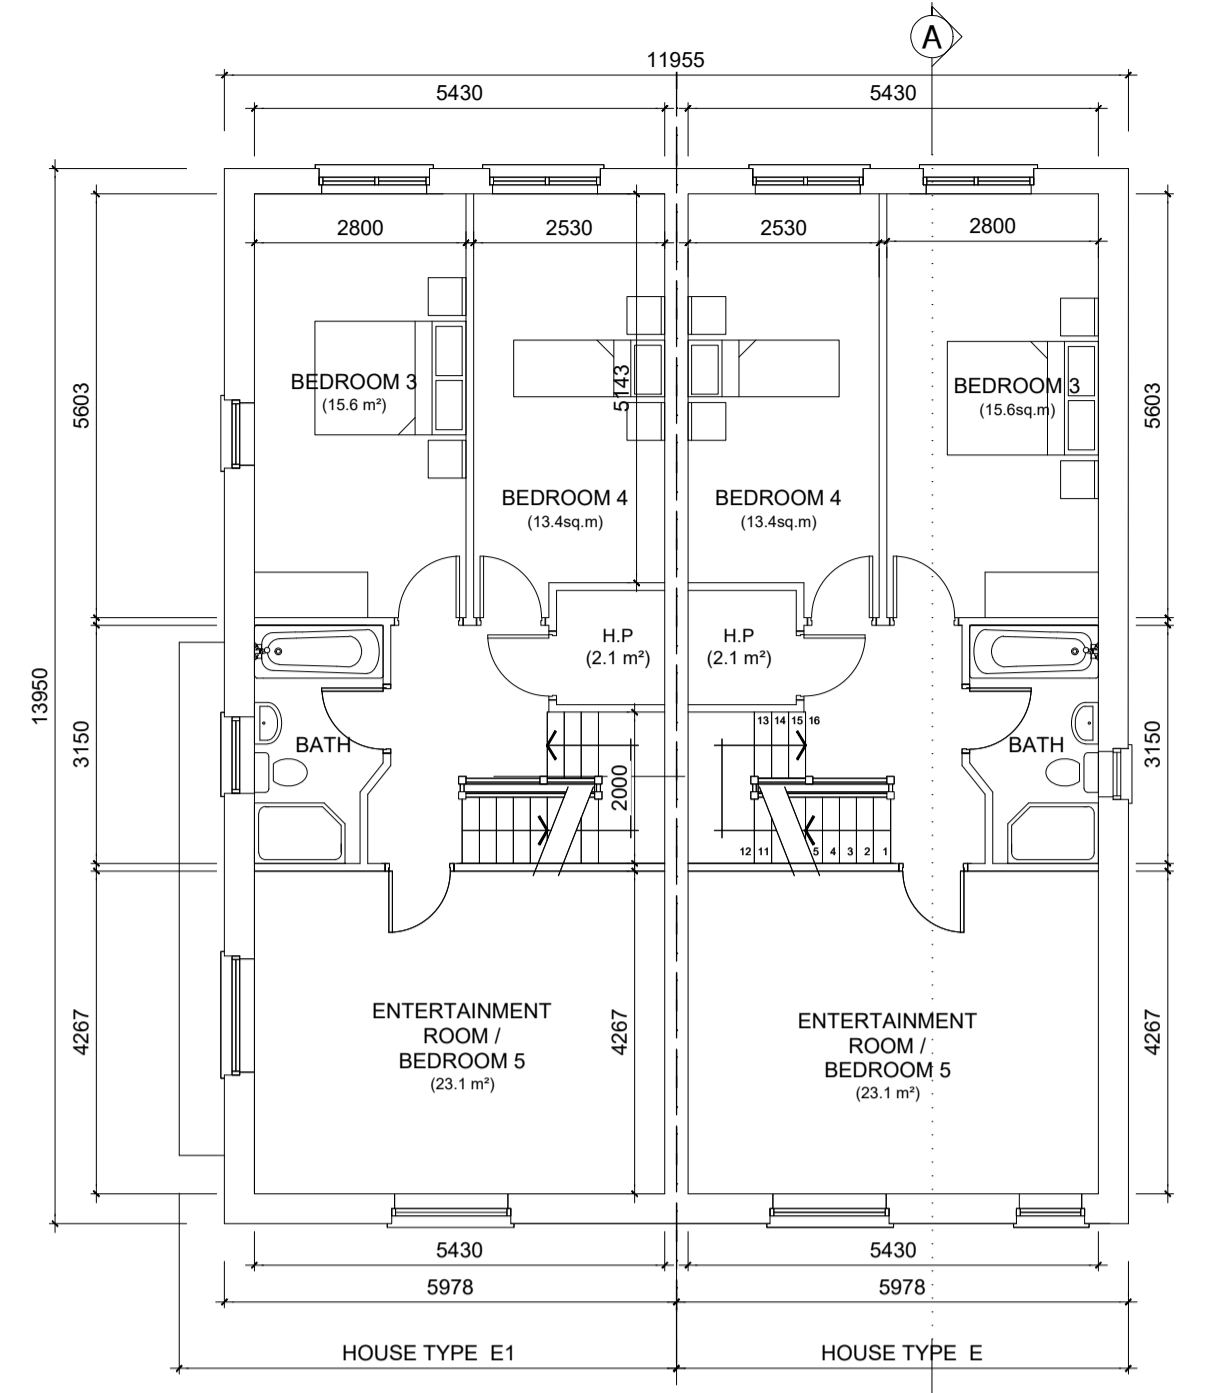 A
11955
5430
5430
2800
2530
2530
2800
5603
5143
5603
BEDROOM 3
(15.6 m²)
BEDROOM 3
(15.6sq.m)
BEDROOM 4
(13.4sq.m)
BEDROOM 4
(13.4sq.m)
H.P
(2.1 m²)
H.P
(2.1 m²)
13950
3150
BATH
2000
13 14 15 16
12 11 5 4 3 2 1
BATH
3150
4267
ENTERTAINMENT
ROOM /
BEDROOM 5
(23.1 m²)
4267
ENTERTAINMENT
ROOM /
BEDROOM 5
(23.1 m²)
4267
5430
5430
5978
5978
HOUSE TYPE E1
HOUSE TYPE E